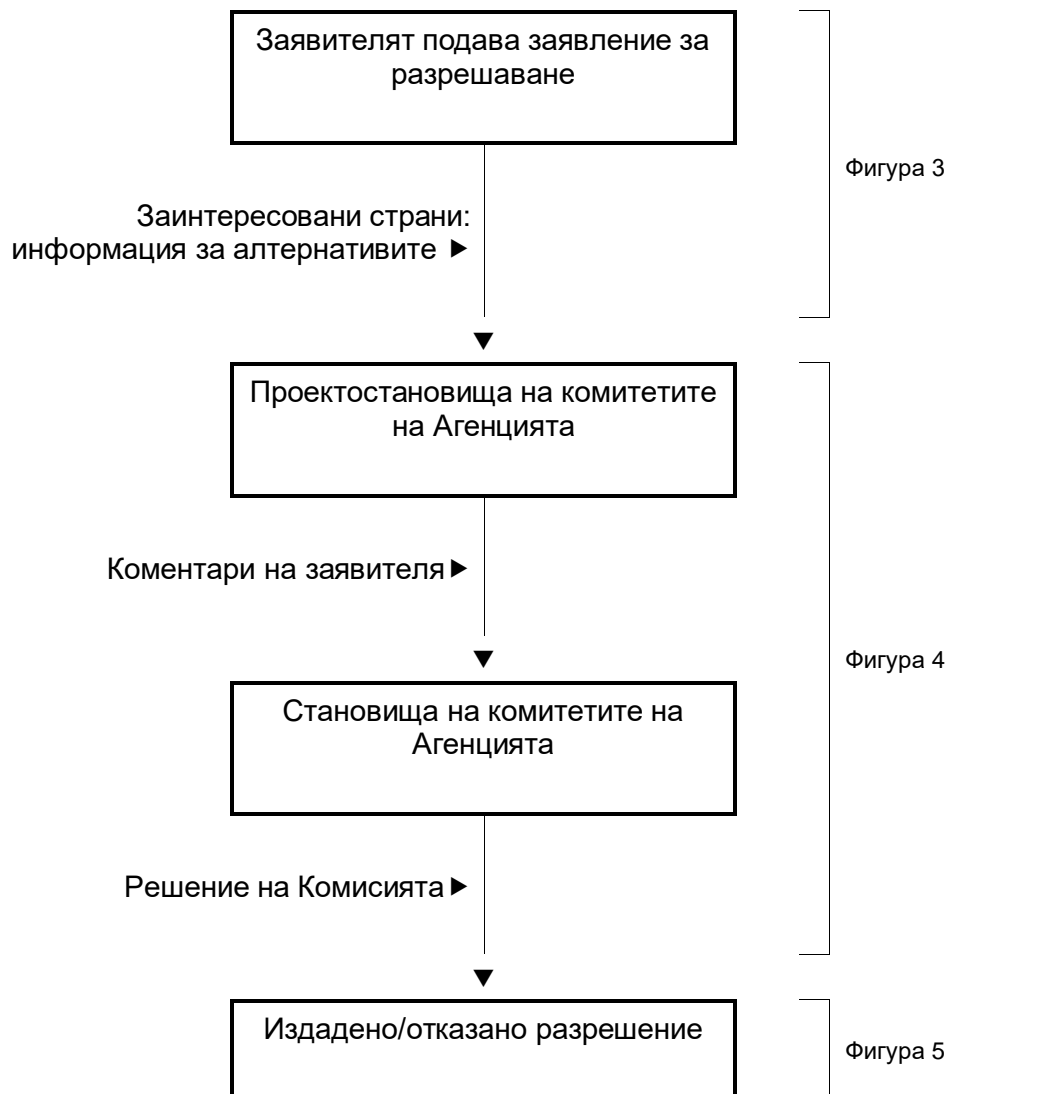 Заявителят подава заявление за
разрешаване
Фигура 3
Заинтересовани страни:
информация за алтернативите ▶
Проектостановища на комитетите
на Агенцията
Коментари на заявителя ▶
Фигура 4
Становища на комитетите на
Агенцията
Решение на Комисията ▶
Издадено/отказано разрешение
Фигура 5